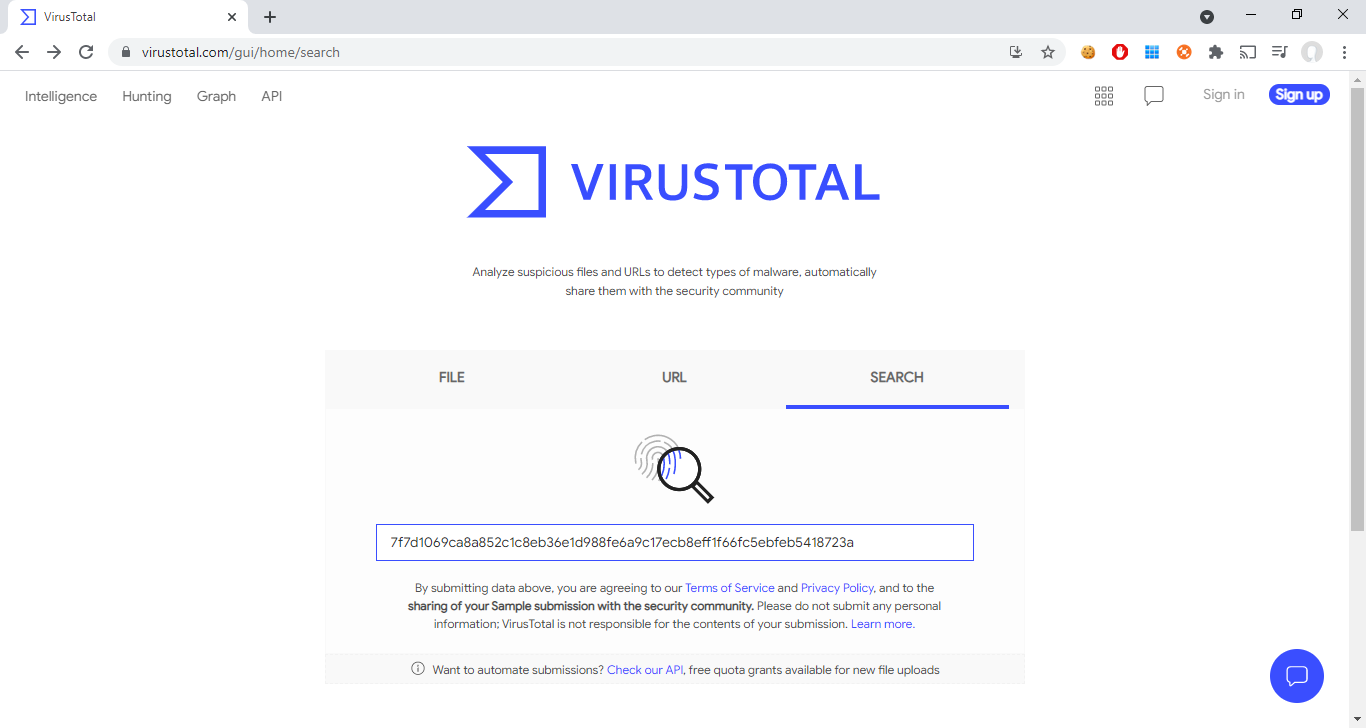 VirusTotal
virustotal.com/gui/home/search
Intelligence Hunting Graph API Sign in Sign up
VIRUSTOTAL
Analyze suspicious files and URLs to detect types of malware, automatically
share them with the security community
FILE URL SEARCH
7f7d1069ca8a852c1c8eb36e1d988fe6a9c17ecb8eff1f66fc5ebfeb5418723a
By submitting data above, you are agreeing to our Terms of Service and Privacy Policy, and to the
sharing of your Sample submission with the security community. Please do not submit any personal
information; VirusTotal is not responsible for the contents of your submission. Learn more.
Want to automate submissions? Check our API, free quota grants available for new file uploads